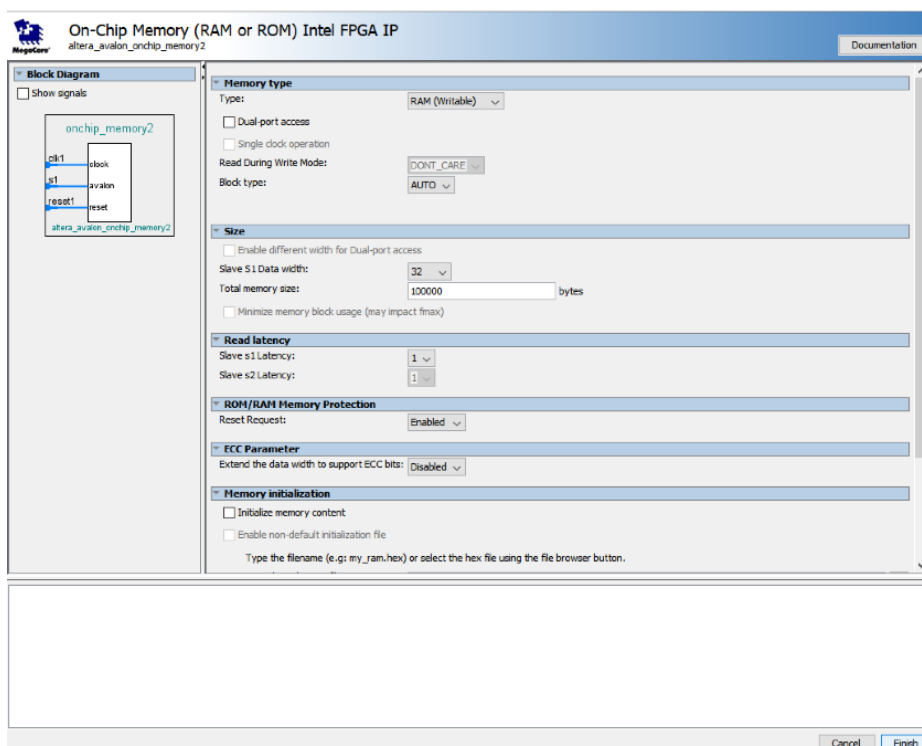 On-Chip Memory (RAM or ROM) Intel FPGA IP
MegaCore'
altera_avalon_onchip_memory2
Documentation
Block Diagram
Show signals
onchip_memory2
clk1
clock
s1
avalon
reset1
reset
altera_avalon_onchip_memory2
Memory type
Type: RAM (Writable)
Dual-port access
Single clock operation
Read During Write Mode: DONT_CARE
Block type: AUTO
Size
Enable different width for Dual-port access
Slave S1 Data width: 32
Total memory size: 100000 bytes
Minimize memory block usage (may impact fmax)
Read latency
Slave s1 Latency: 1
Slave s2 Latency: 1
ROM/RAM Memory Protection
Reset Request: Enabled
ECC Parameter
Extend the data width to support ECC bits: Disabled
Memory initialization
Initialize memory content
Enable non-default initialization file
Type the filename (e.g: my_ram.hex) or select the hex file using the file browser button.
Cancel Finish